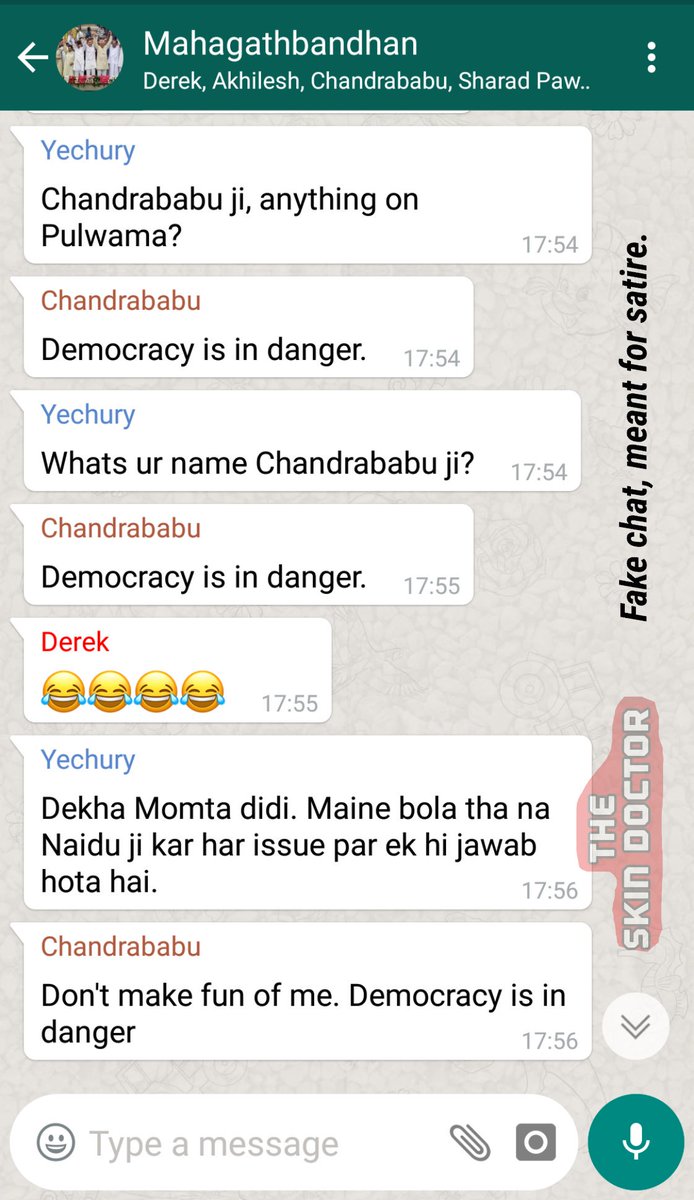 Mahagathbandhan
Derek, Akhilesh, Chandrababu, Sharad Paw..
Yechury
Chandrababu ji, anything on
Pulwama?
17:54
Chandrababu
Democracy is in danger.
17:54
Yechury
Whats ur name Chandrababu ji?
17:54
Chandrababu
Democracy is in danger.
17:55
Derek
😂😂😂😂
17:55
Yechury
Dekha Momta didi. Maine bola tha na
Naidu ji kar har issue par ek hi jawab
hota hai.
17:56
Chandrababu
Don't make fun of me. Democracy is in
danger
17:56
Type a message
Fake chat, meant for satire.
THE
SKIN DOCTOR